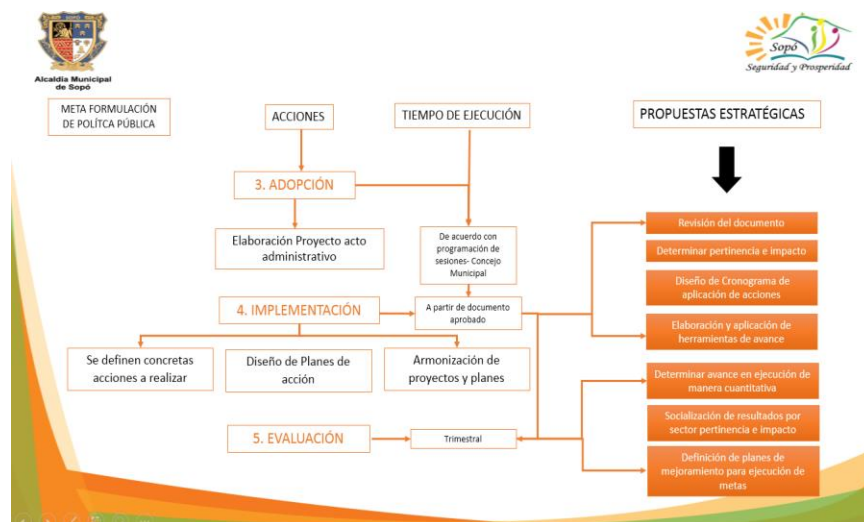 Alcaldía Municipal
de Sopó
Sopó
Seguridad y Prosperidad
META FORMULACIÓN
DE POLÍTCA PÚBLICA
ACCIONES
TIEMPO DE EJECUCIÓN
PROPUESTAS ESTRATÉGICAS
3. ADOPCIÓN
Elaboración Proyecto acto
administrativo
De acuerdo con
programación de
sesiones- Concejo
Municipal
4. IMPLEMENTACIÓN
A partir de documento
aprobado
Se definen concretas
acciones a realizar
Diseño de Planes de
acción
Armonización de
proyectos y planes
5. EVALUACIÓN
Trimestral
Revisión del documento
Determinar pertinencia e impacto
Diseño de Cronograma de
aplicación de acciones
Elaboración y aplicación de
herramientas de avance
Determinar avance en ejecución de
manera cuantitativa
Socialización de resultados por
sector pertinencia e impacto
Definición de planes de
mejoramiento para ejecución de
metas